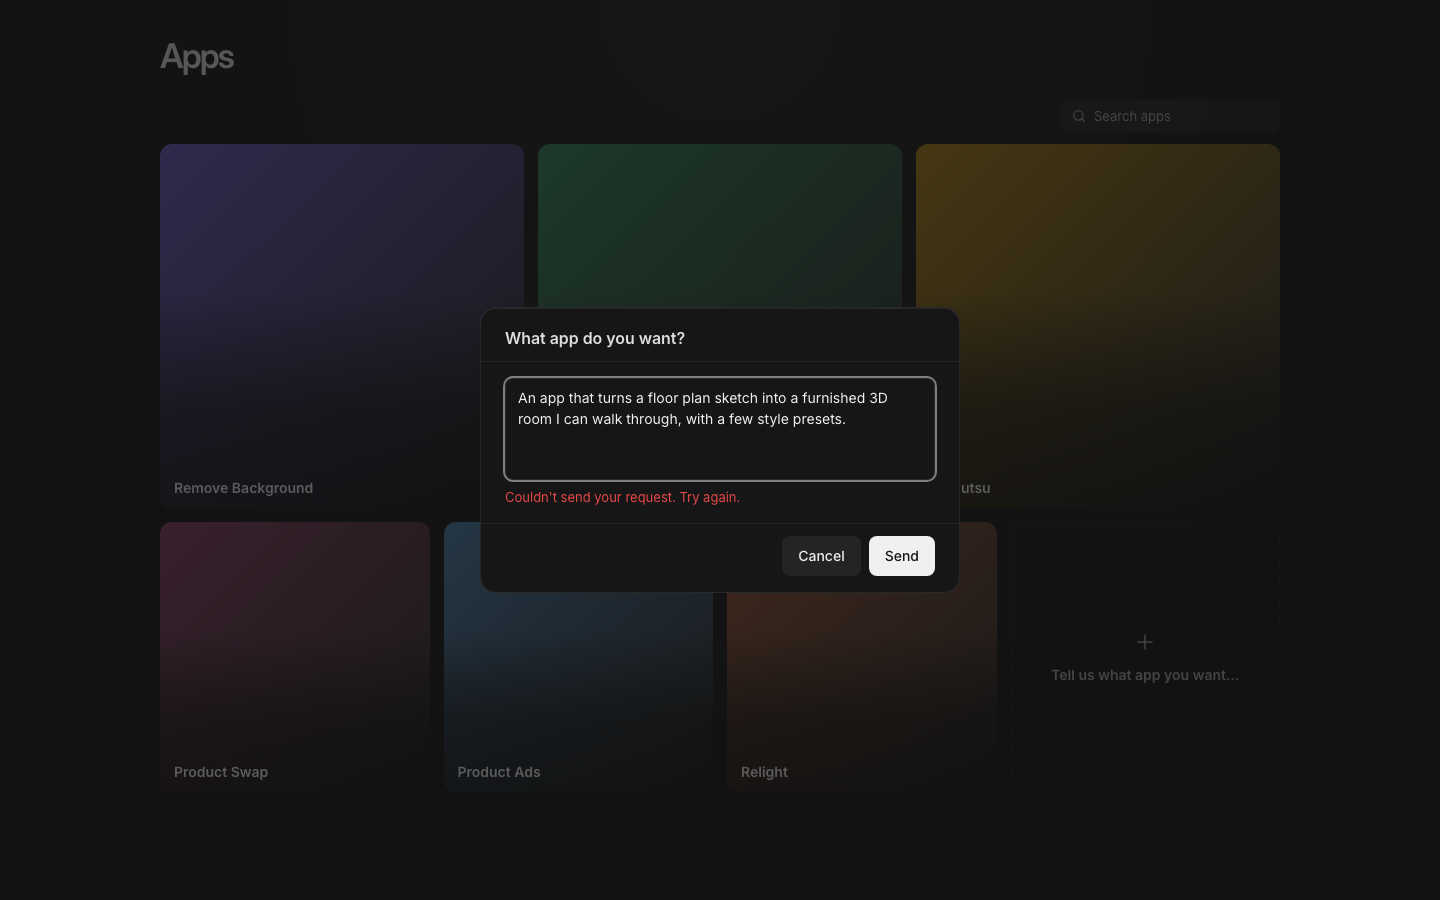 Apps
Search apps
What app do you want?
An app that turns a floor plan sketch into a furnished 3D
room I can walk through, with a few style presets.
Couldn't send your request. Try again.
Cancel
Send
Remove Background
utsu
Tell us what app you want...
Product Swap
Product Ads
Relight